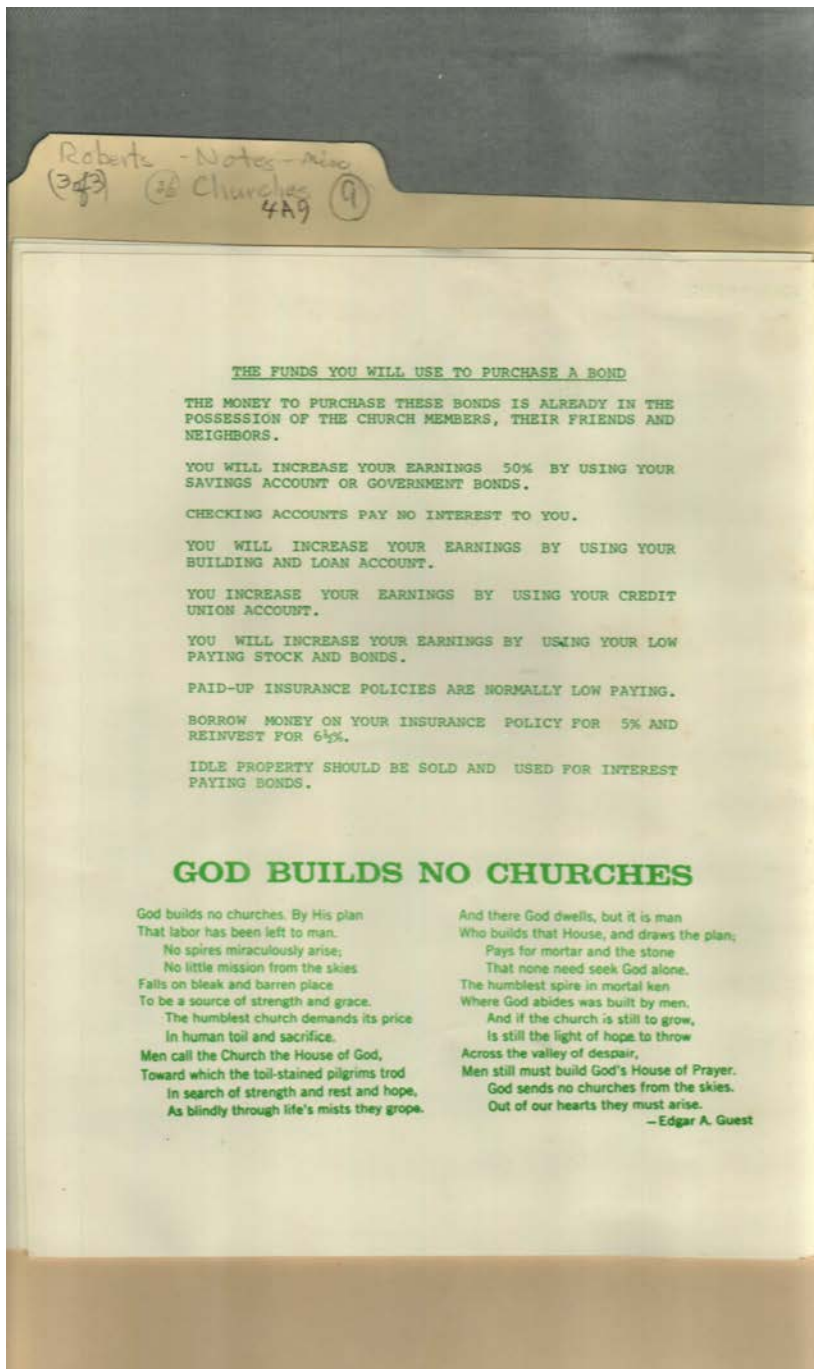 Roberts - Notes - Misc
(3of3) Churches 9
4A9
THE FUNDS YOU WILL USE TO PURCHASE A BOND
THE MONEY TO PURCHASE THESE BONDS IS ALREADY IN THE
POSSESSION OF THE CHURCH MEMBERS, THEIR FRIENDS AND
NEIGHBORS.
YOU WILL INCREASE YOUR EARNINGS 50% BY USING YOUR
SAVINGS ACCOUNT OR GOVERNMENT BONDS.
CHECKING ACCOUNTS PAY NO INTEREST TO YOU.
YOU WILL INCREASE YOUR EARNINGS BY USING YOUR
BUILDING AND LOAN ACCOUNT.
YOU INCREASE YOUR EARNINGS BY USING YOUR CREDIT
UNION ACCOUNT.
YOU WILL INCREASE YOUR EARNINGS BY USING YOUR LOW
PAYING STOCK AND BONDS.
PAID-UP INSURANCE POLICIES ARE NORMALLY LOW PAYING.
BORROW MONEY ON YOUR INSURANCE POLICY FOR 5% AND
REINVEST FOR 6½%.
IDLE PROPERTY SHOULD BE SOLD AND USED FOR INTEREST
PAYING BONDS.
GOD BUILDS NO CHURCHES
God builds no churches. By His plan
That labor has been left to man.
No spires miraculously arise;
No little mission from the skies
Falls on bleak and barren place
To be a source of strength and grace.
The humblest church demands its price
In human toil and sacrifice.
Men call the Church the House of God,
Toward which the toil-stained pilgrims trod
In search of strength and rest and hope,
As blindly through life's mists they grope.
And there God dwells, but it is man
Who builds that House, and draws the plan;
Pays for mortar and the stone
That none need seek God alone.
The humblest spire in mortal ken
Where God abides was built by men.
And if the church is still to grow,
Is still the light of hope to throw
Across the valley of despair,
Men still must build God's House of Prayer.
God sends no churches from the skies.
Out of our hearts they must arise.
— Edgar A. Guest